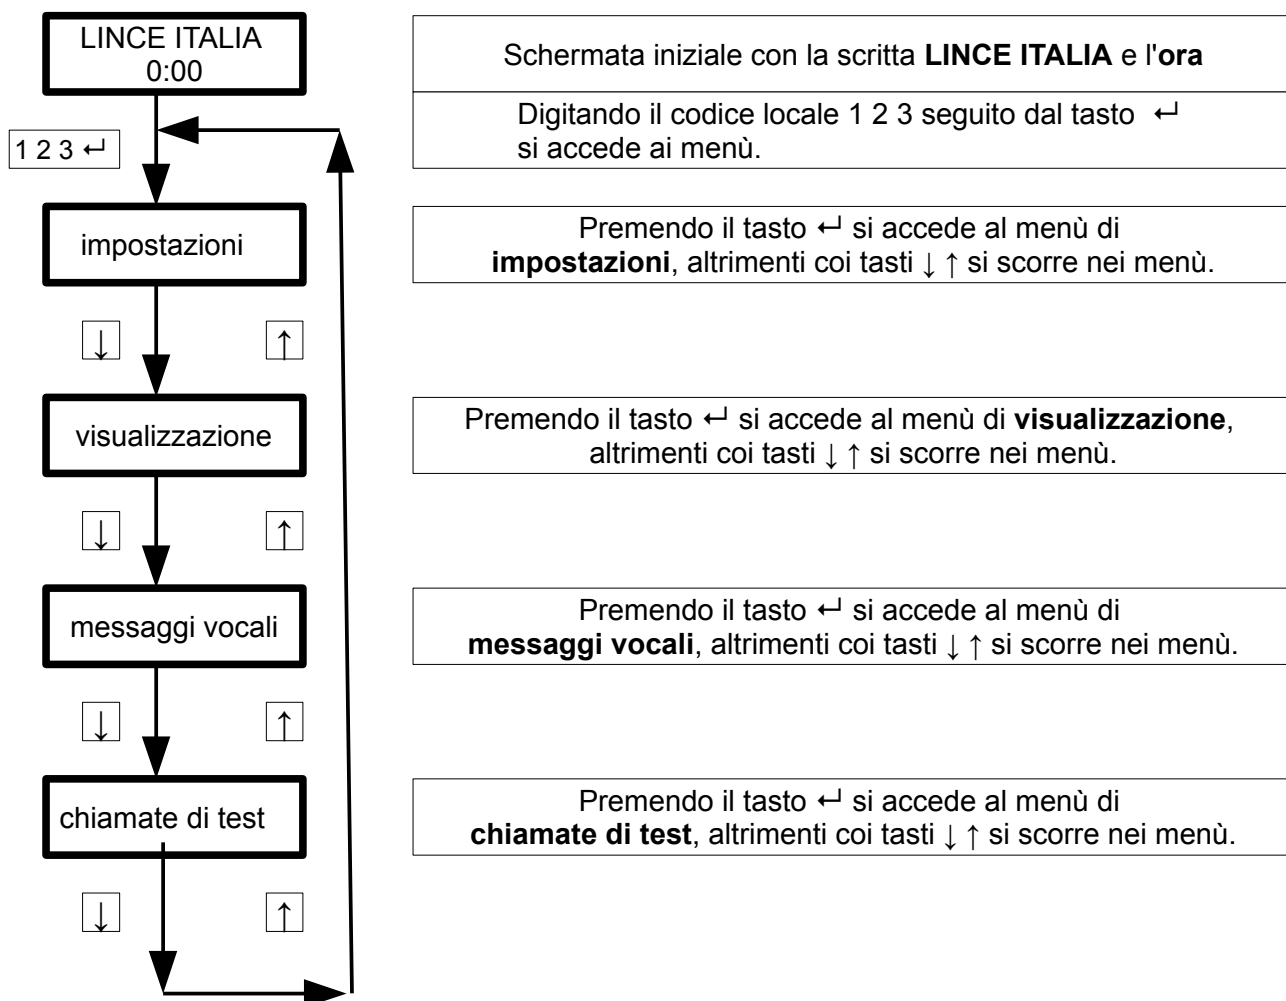 LINCE ITALIA
0:00
Schermata iniziale con la scritta LINCE ITALIA e l'ora
1 2 3 ↵
Digitando il codice locale 1 2 3 seguito dal tasto ↵
si accede ai menù.
impostazioni
Premendo il tasto ↵ si accede al menù di
impostazioni, altrimenti coi tasti ↓ ↑ si scorre nei menù.
↓ ↑
visualizzazione
Premendo il tasto ↵ si accede al menù di visualizzazione,
altrimenti coi tasti ↓ ↑ si scorre nei menù.
↓ ↑
messaggi vocali
Premendo il tasto ↵ si accede al menù di
messaggi vocali, altrimenti coi tasti ↓ ↑ si scorre nei menù.
↓ ↑
chiamate di test
Premendo il tasto ↵ si accede al menù di
chiamate di test, altrimenti coi tasti ↓ ↑ si scorre nei menù.
↓ ↑